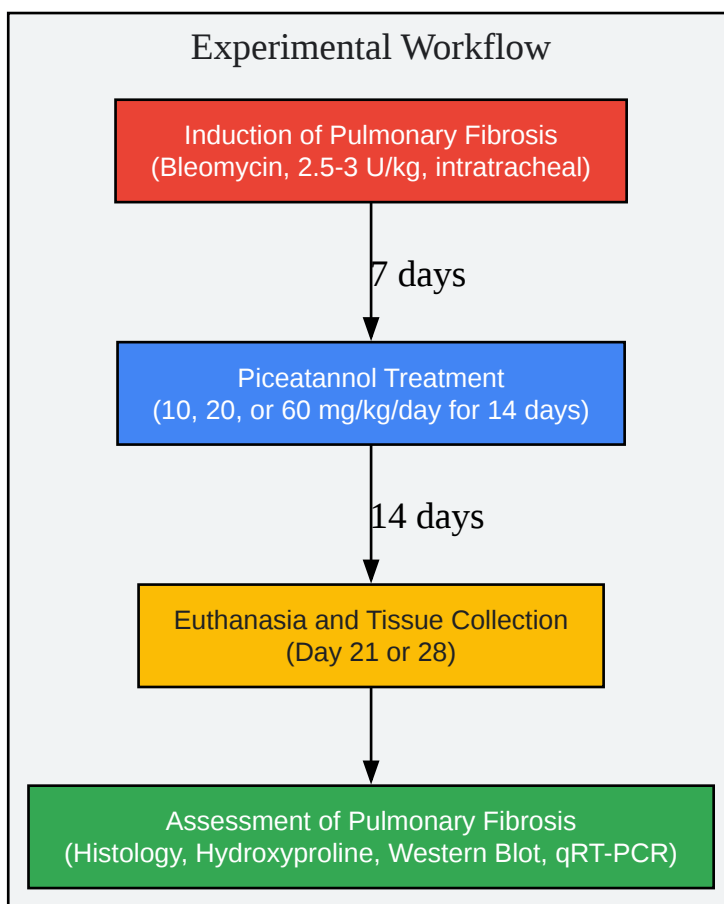 Experimental Workflow
Induction of Pulmonary Fibrosis
(Bleomycin, 2.5-3 U/kg, intratracheal)
7 days
Piceatannol Treatment
(10, 20, or 60 mg/kg/day for 14 days)
14 days
Euthanasia and Tissue Collection
(Day 21 or 28)
Assessment of Pulmonary Fibrosis
(Histology, Hydroxyproline, Western Blot, qRT-PCR)